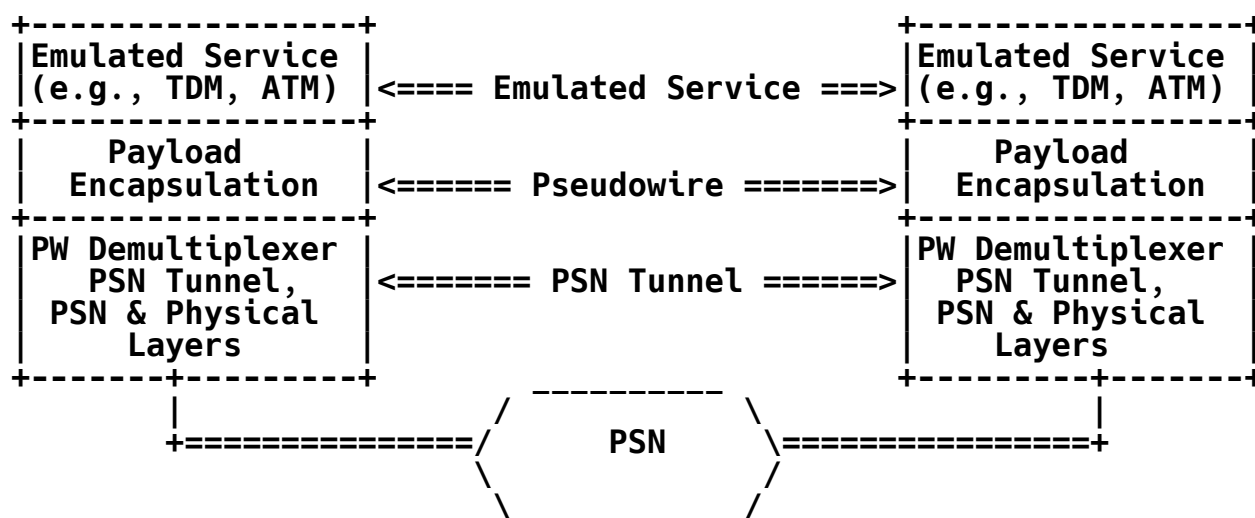 +-----------------+                           +-----------------+
|Emulated Service |                           |Emulated Service |
|(e.g., TDM, ATM) |<==== Emulated Service ===>|(e.g., TDM, ATM) |
+-----------------+                           +-----------------+
|    Payload      |                           |    Payload      |
|  Encapsulation  |<====== Pseudowire =======>|  Encapsulation  |
+-----------------+                           +-----------------+
|PW Demultiplexer |                           |PW Demultiplexer |
|   PSN Tunnel,   |<======= PSN Tunnel ======>|  PSN Tunnel,    |
| PSN & Physical  |                           | PSN & Physical  |
|     Layers      |                           |    Layers       |
+-------+---------+                           +---------+-------+
        |                / __________ \                 |
        +===============/      PSN     \================+
                        \              /
                         \            /